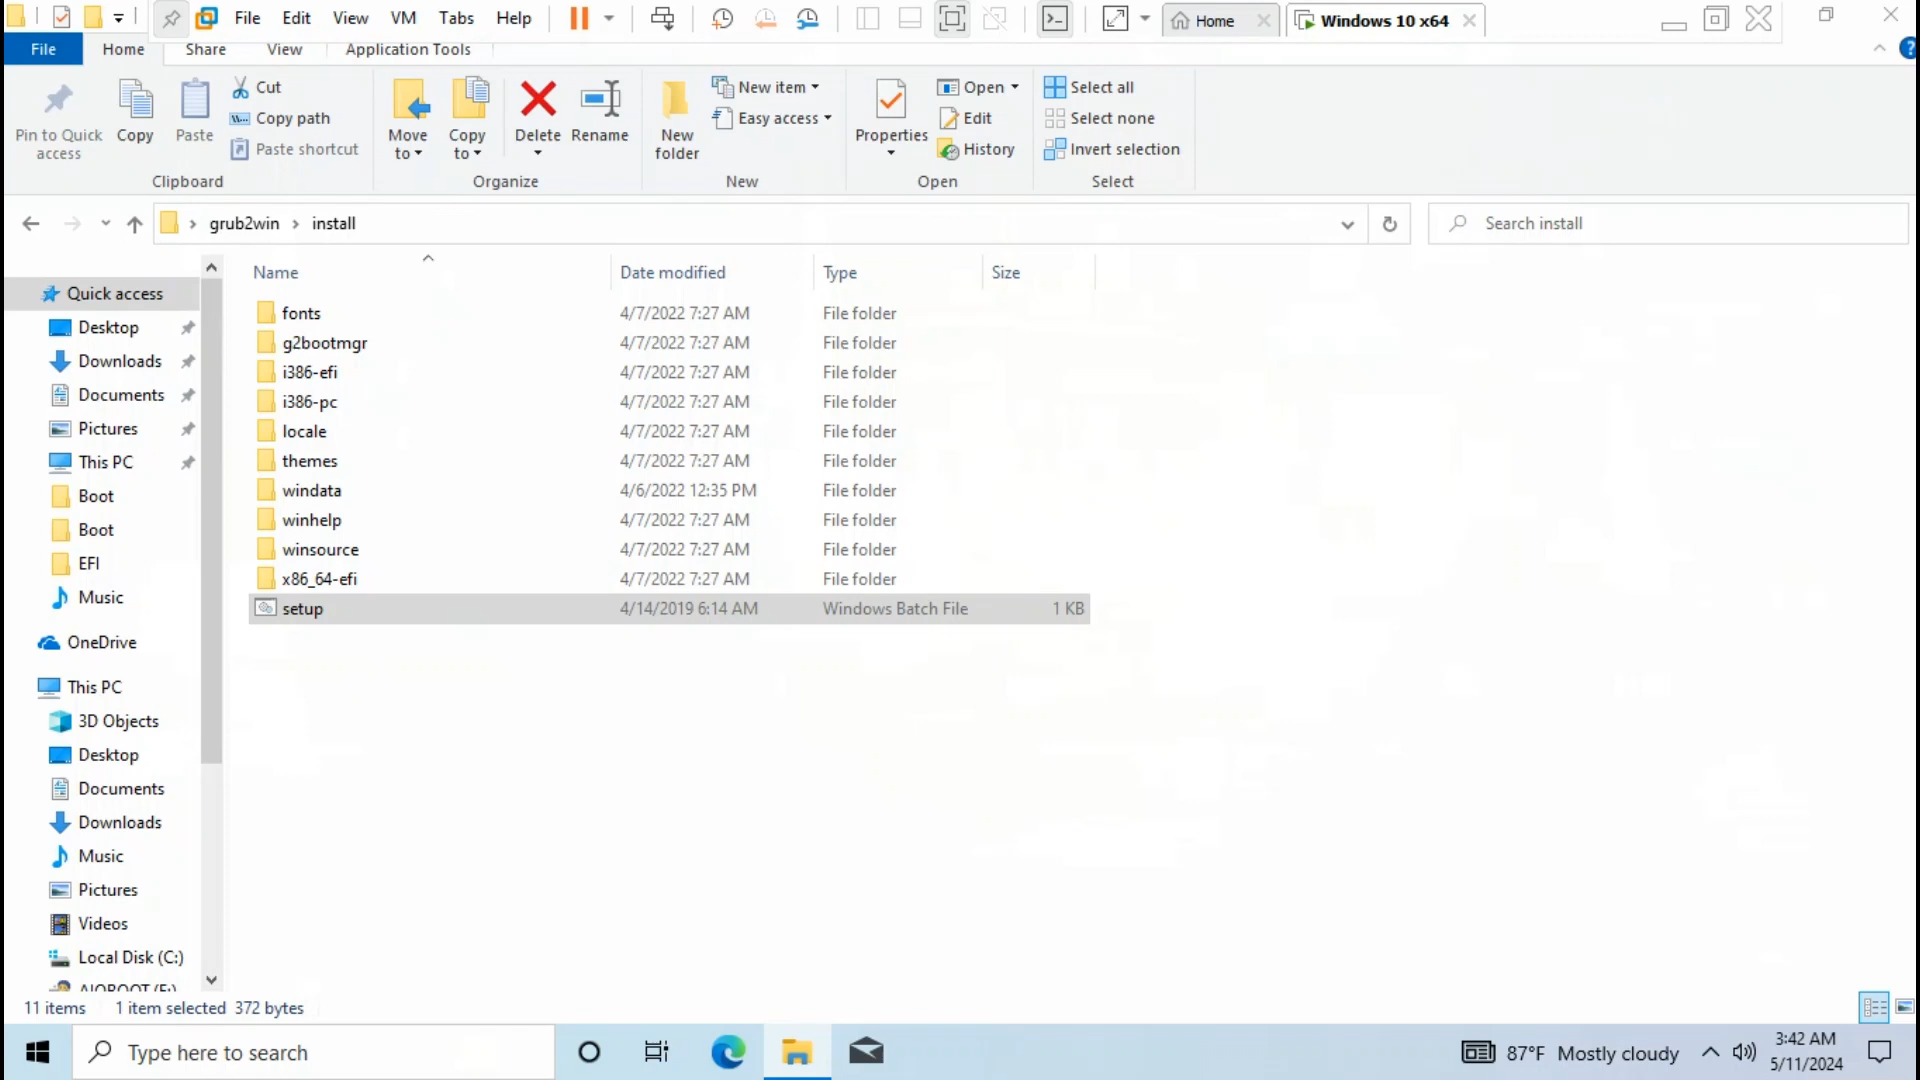 File Edit View VM Tabs Help Home Windows 10 x64
File Home Share View Application Tools
Pin to Quick access
Copy
Paste
Cut
Copy path
Paste shortcut
Clipboard
Move to
Copy to
Delete
Rename
Organize
New folder
New item
Easy access
New
Properties
Open
Edit
History
Open
Select all
Select none
Invert selection
Select
grub2win install
Search install
Quick access
Desktop
Downloads
Documents
Pictures
This PC
Boot
Boot
EFI
Music
OneDrive
This PC
3D Objects
Desktop
Documents
Downloads
Music
Pictures
Videos
Local Disk (C:)
Name Date modified Type Size
fonts 4/7/2022 7:27 AM File folder
g2bootmgr 4/7/2022 7:27 AM File folder
i386-efi 4/7/2022 7:27 AM File folder
i386-pc 4/7/2022 7:27 AM File folder
locale 4/7/2022 7:27 AM File folder
themes 4/7/2022 7:27 AM File folder
windata 4/6/2022 12:35 PM File folder
winhelp 4/7/2022 7:27 AM File folder
winsource 4/7/2022 7:27 AM File folder
x86_64-efi 4/7/2022 7:27 AM File folder
setup 4/14/2019 6:14 AM Windows Batch File 1 KB
11 items 1 item selected 372 bytes
Type here to search
87°F Mostly cloudy
3:42 AM
5/11/2024